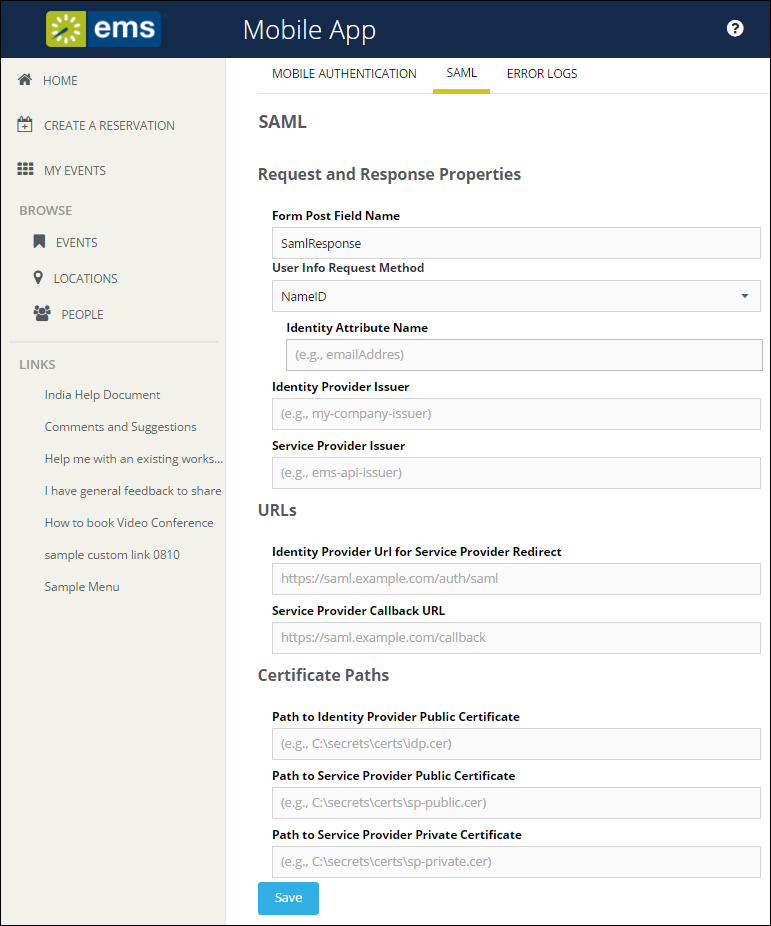 ems
Mobile App
?
HOME
CREATE A RESERVATION
MY EVENTS
BROWSE
EVENTS
LOCATIONS
PEOPLE
LINKS
India Help Document
Comments and Suggestions
Help me with an existing works...
I have general feedback to share
How to book Video Conference
sample custom link 0810
Sample Menu
MOBILE AUTHENTICATION SAML ERROR LOGS
SAML
Request and Response Properties
Form Post Field Name
SamlResponse
User Info Request Method
NameID
Identity Attribute Name
(e.g., emailAddres)
Identity Provider Issuer
(e.g., my-company-issuer)
Service Provider Issuer
(e.g., ems-api-issuer)
URLs
Identity Provider Url for Service Provider Redirect
https://saml.example.com/auth/saml
Service Provider Callback URL
https://saml.example.com/callback
Certificate Paths
Path to Identity Provider Public Certificate
(e.g., C:\secrets\certs\idp.cer)
Path to Service Provider Public Certificate
(e.g., C:\secrets\certs\sp-public.cer)
Path to Service Provider Private Certificate
(e.g., C:\secrets\certs\sp-private.cer)
Save